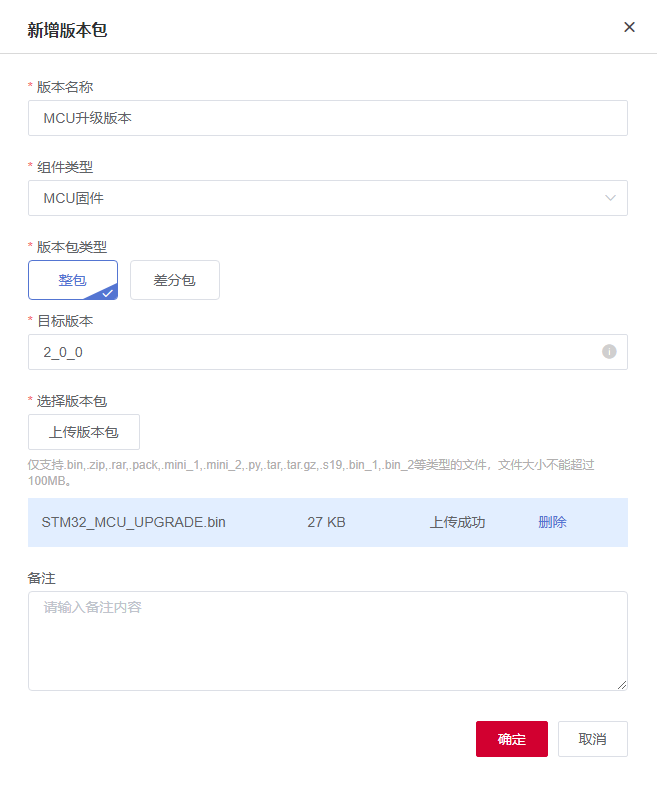 新增版本包
* 版本名称
MCU升级版本
* 组件类型
MCU固件
* 版本包类型
整包 差分包
* 目标版本
2_0_0
* 选择版本包
上传版本包
仅支持.bin,.zip,.rar,.pack,.mini_1,.mini_2,.py,.tar,.tar.gz,.s19,.bin_1,.bin_2等类型的文件，文件大小不能超过
100MB。
STM32_MCU_UPGRADE.bin 27 KB 上传成功 删除
备注
请输入备注内容
确定 取消